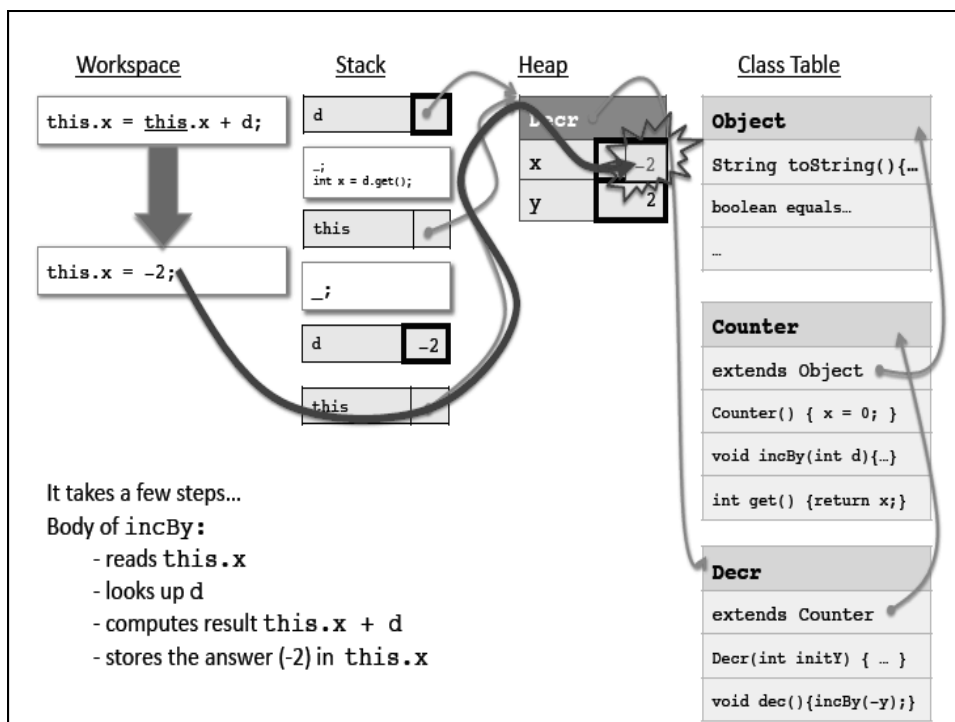 Workspace
this.x = this.x + d;
this.x = -2;
Stack
d
_;
int x = d.get();
this
_;
d -2
this
Heap
Decr
x -2
y 2
Class Table
Object
String toString(){…
boolean equals…
…
Counter
extends Object
Counter() { x = 0; }
void incBy(int d){…}
int get() {return x;}
Decr
extends Counter
Decr(int initY) { … }
void dec(){incBy(-y);}
It takes a few steps…
Body of incBy:
- reads this.x
- looks up d
- computes result this.x + d
- stores the answer (-2) in this.x